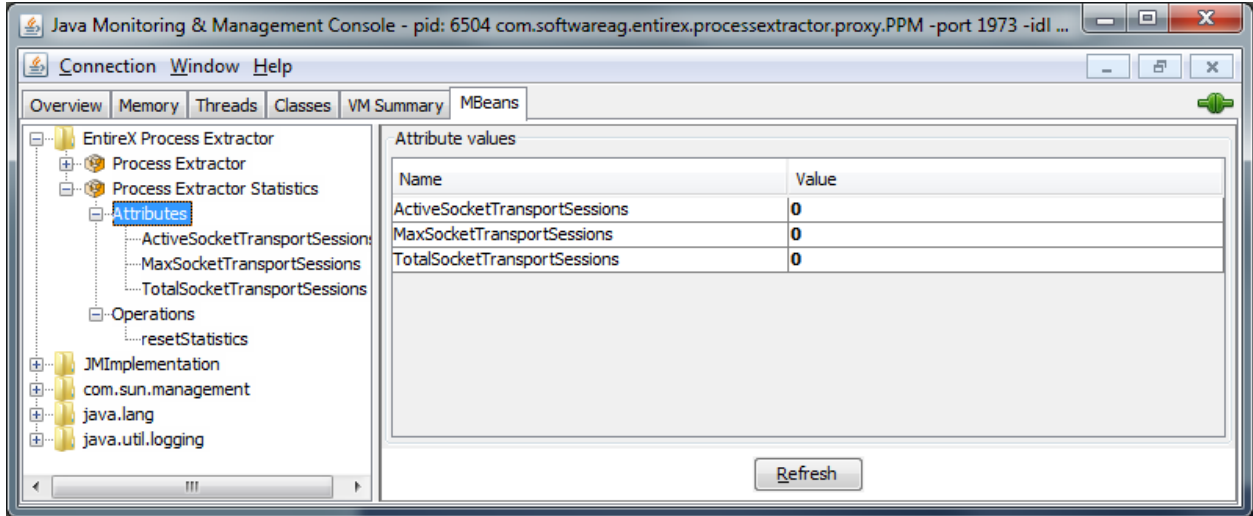 Java Monitoring & Management Console - pid: 6504 com.softwareag.entirex.processextractor.proxy.PPM -port 1973 -idl ...
Connection Window Help
Overview Memory Threads Classes VM Summary MBeans
EntireX Process Extractor
Process Extractor
Process Extractor Statistics
Attributes
ActiveSocketTransportSessions
MaxSocketTransportSessions
TotalSocketTransportSessions
Operations
resetStatistics
JMImplementation
com.sun.management
java.lang
java.util.logging
Attribute values
Name Value
ActiveSocketTransportSessions 0
MaxSocketTransportSessions 0
TotalSocketTransportSessions 0
Refresh